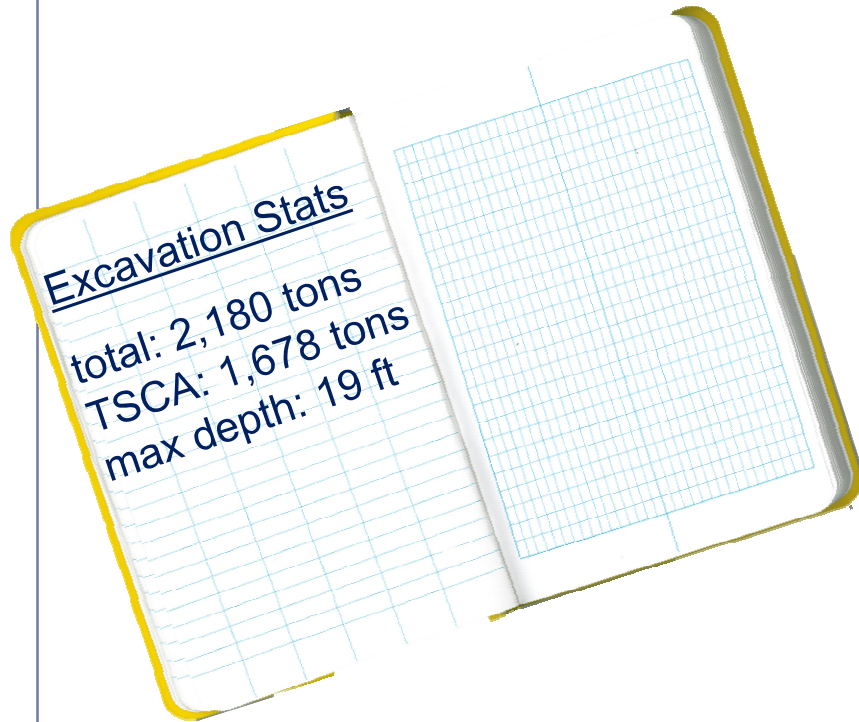 Excavation Stats
total: 2,180 tons
TSCA: 1,678 tons
max depth: 19 ft